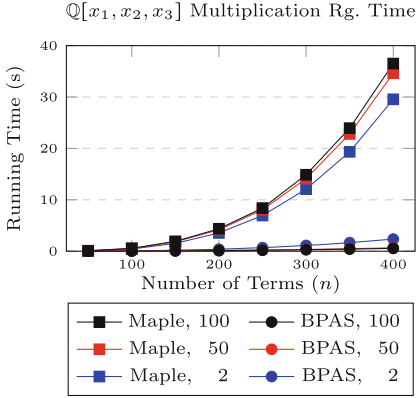 ℚ[x₁, x₂, x₃] Multiplication Rg. Time
Running Time (s)
40
30
20
10
0
100 200 300 400
Number of Terms (n)
Maple, 100 BPAS, 100
Maple, 50 BPAS, 50
Maple, 2 BPAS, 2